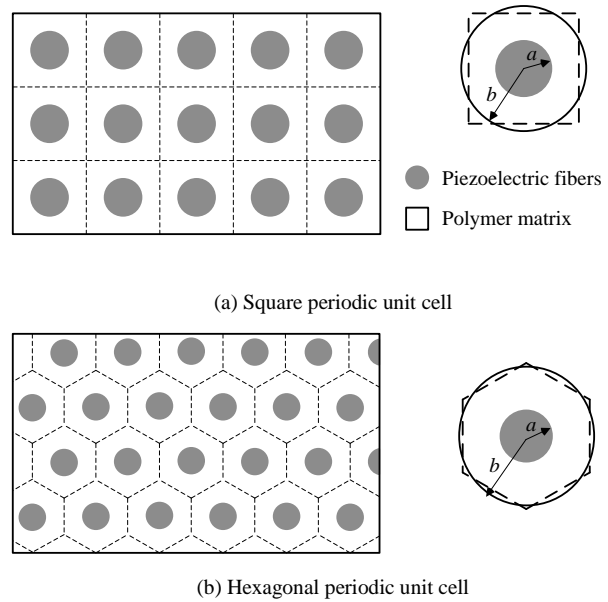 a
b
Piezoelectric fibers
Polymer matrix
(a) Square periodic unit cell
a
b
(b) Hexagonal periodic unit cell